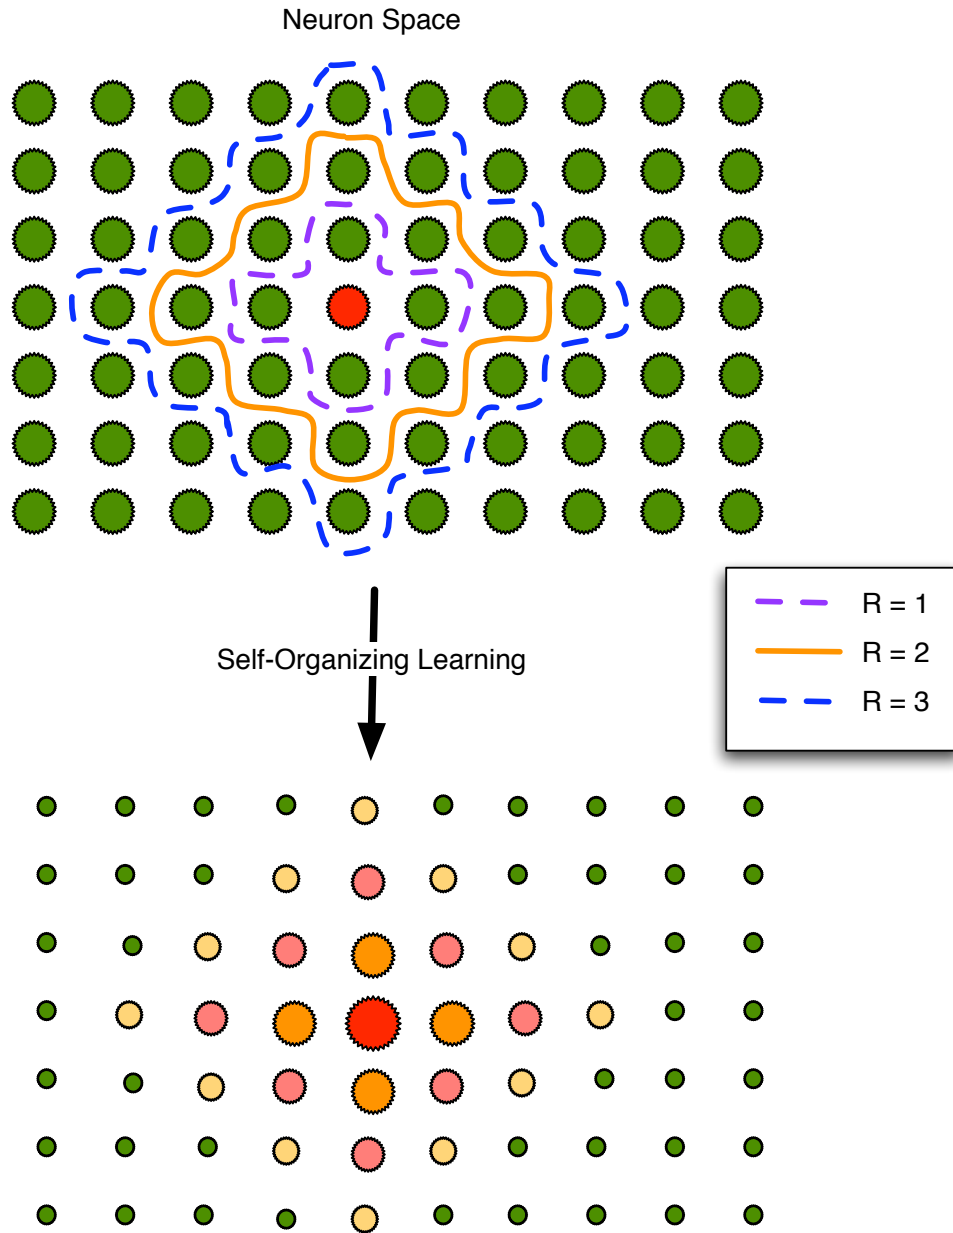 Neuron Space
R = 1
R = 2
R = 3
Self-Organizing Learning